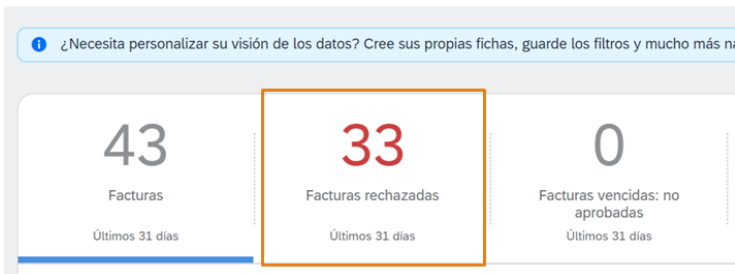 ¿Necesita personalizar su visión de los datos? Cree sus propias fichas, guarde los filtros y mucho más
43
Facturas
Últimos 31 días
33
Facturas rechazadas
Últimos 31 días
0
Facturas vencidas: no
aprobadas
Últimos 31 días